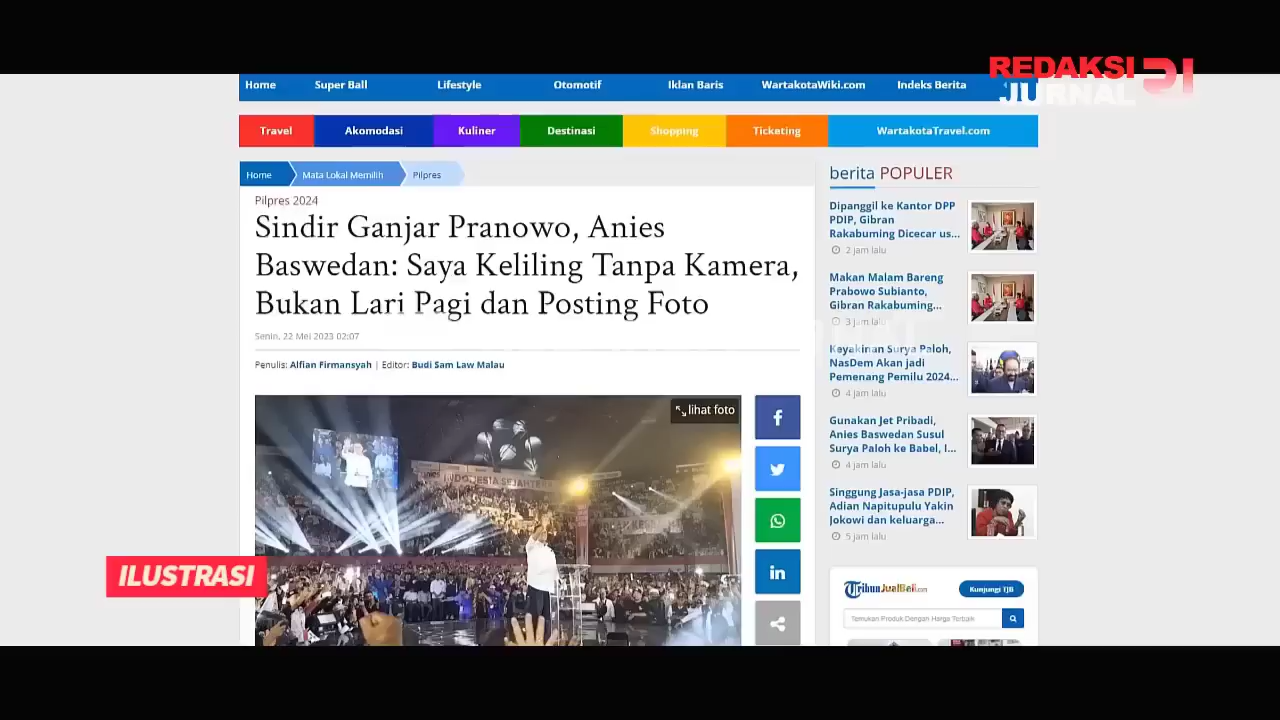 REDAKSI
JURNAL
Home Super Ball Lifestyle Otomotif Iklan Baris WartakotaWiki.com Indeks Berita
Travel Akomodasi Kuliner Destinasi Shopping Ticketing WartakotaTravel.com
Home Mata Lokal Memilih Pilpres
Pilpres 2024
Sindir Ganjar Pranowo, Anies
Baswedan: Saya Keliling Tanpa Kamera,
Bukan Lari Pagi dan Posting Foto
Senin, 22 Mei 2023 02:07
Penulis: Alfian Firmansyah | Editor: Budi Sam Law Malau
lihat foto
INDONESIA SEJAHTERA
ILUSTRASI
berita POPULER
Dipanggil ke Kantor DPP
PDIP, Gibran
Rakabuming Dicecar us...
2 jam lalu
Makan Malam Bareng
Prabowo Subianto,
Gibran Rakabuming...
3 jam lalu
Keyakinan Surya Paloh,
NasDem Akan jadi
Pemenang Pemilu 2024...
4 jam lalu
Gunakan Jet Pribadi,
Anies Baswedan Susul
Surya Paloh ke Babel, I...
4 jam lalu
Singgung Jasa-jasa PDIP,
Adian Napitupulu Yakin
Jokowi dan keluarga...
5 jam lalu
TribunJualBeli.com Kunjungi TJB
Temukan Produk Dengan Harga Terbaik